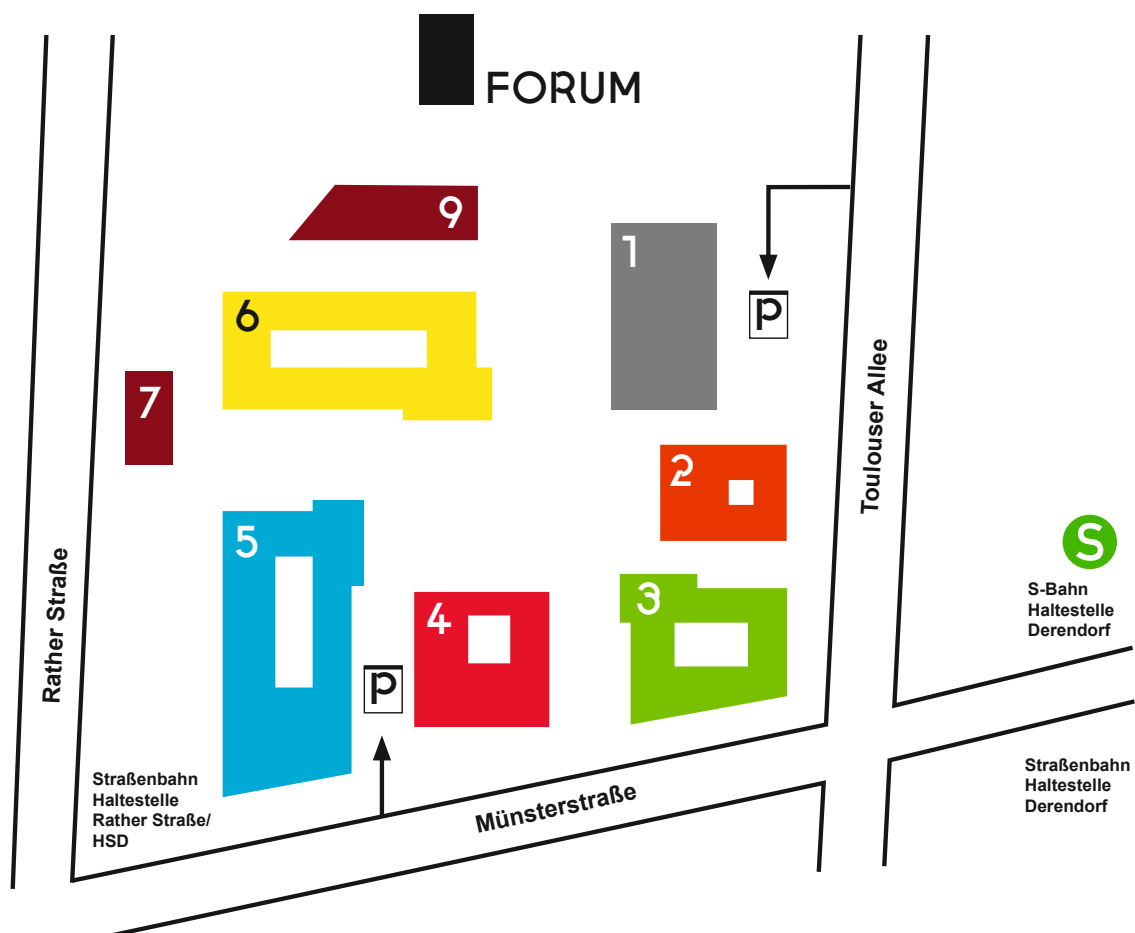 FORUM
9
1
6
P
7
Toulouser Allee
2
5
S
Rather Straße
3
4
S-Bahn
Haltestelle
Derendorf
P
Straßenbahn
Haltestelle
Rather Straße/
HSD
Münsterstraße
Straßenbahn
Haltestelle
Derendorf